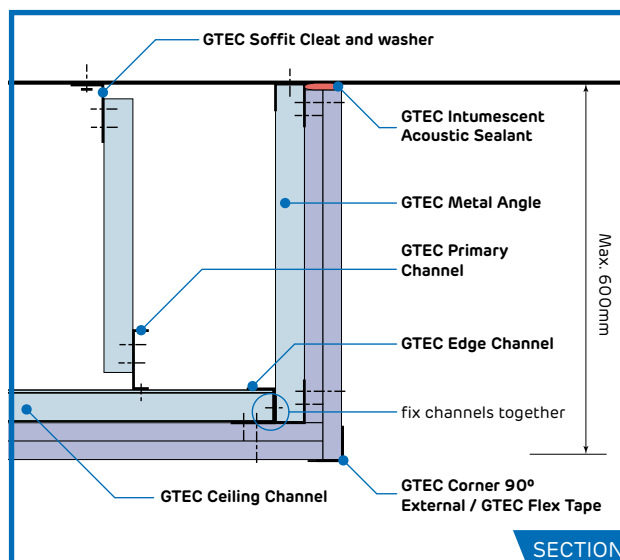 GTEC Soffit Cleat and washer
GTEC Intumescent
Acoustic Sealant
GTEC Metal Angle
GTEC Primary
Channel
Max. 600mm
GTEC Edge Channel
fix channels together
GTEC Ceiling Channel
GTEC Corner 90º
External / GTEC Flex Tape
SECTION